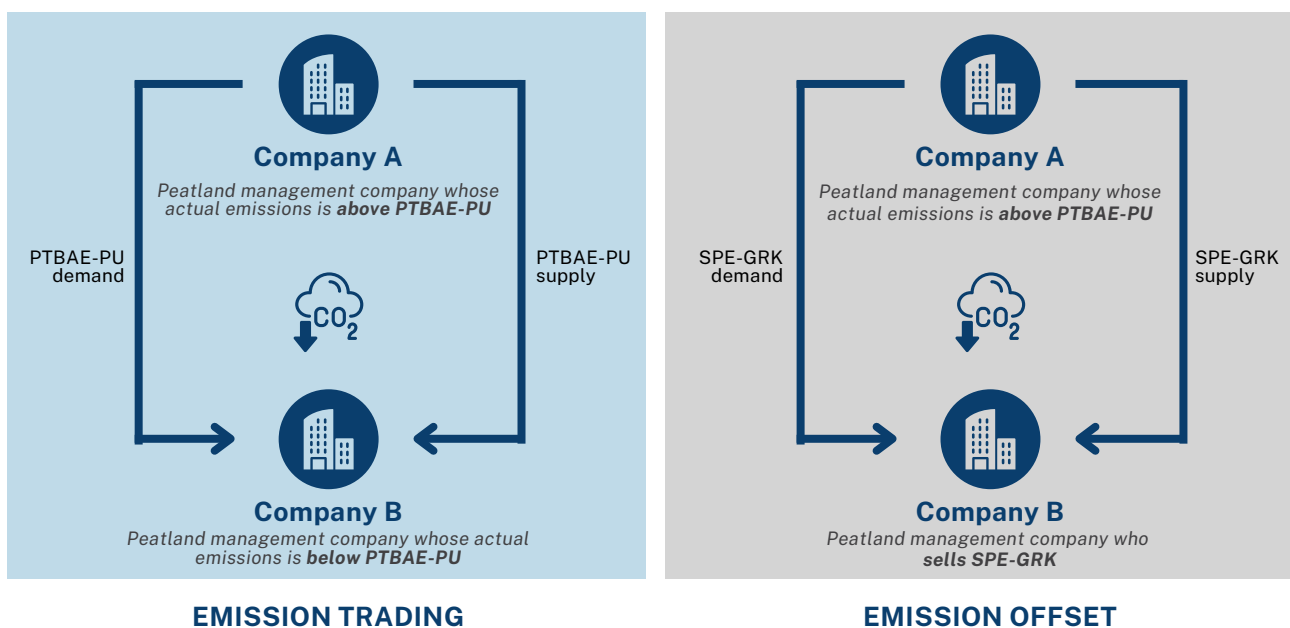 Company A
Peatland management company whose
actual emissions is above PTBAE-PU
PTBAE-PU
demand
PTBAE-PU
supply
CO2
Company B
Peatland management company whose actual
emissions is below PTBAE-PU
EMISSION TRADING
Company A
Peatland management company whose
actual emissions is above PTBAE-PU
SPE-GRK
demand
SPE-GRK
supply
CO2
Company B
Peatland management company who
sells SPE-GRK
EMISSION OFFSET